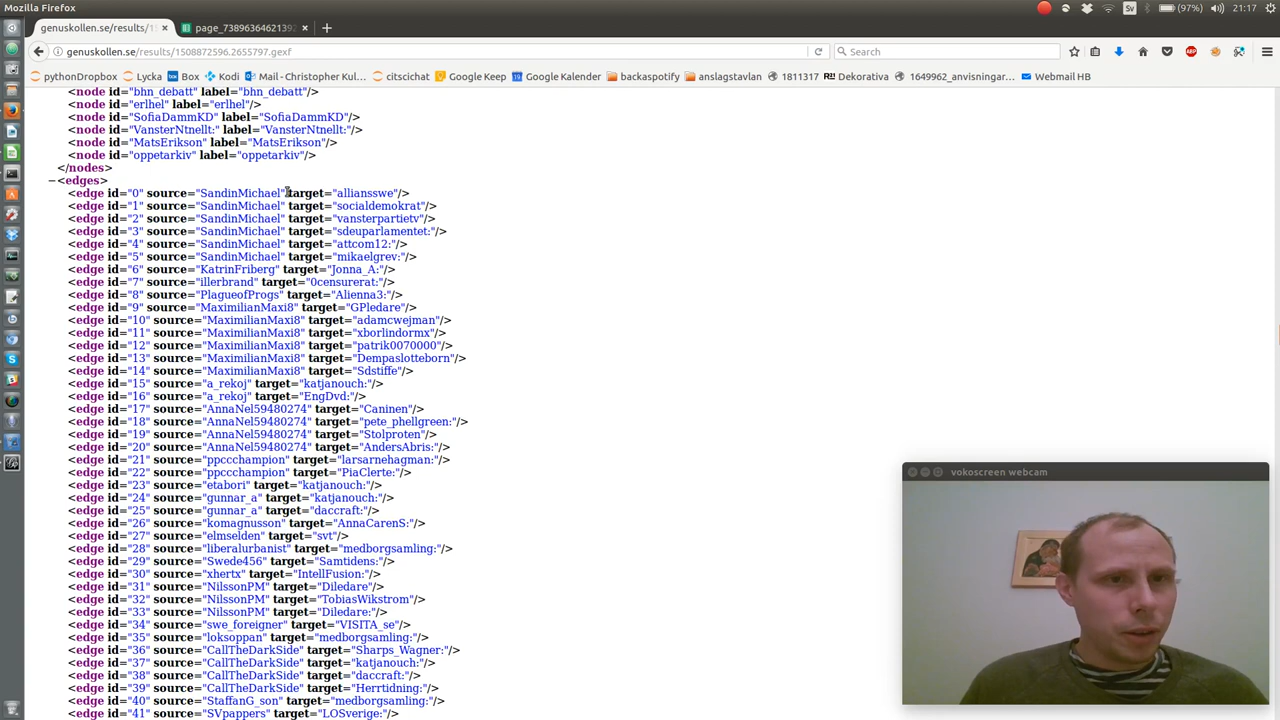 Mozilla Firefox
Sv
(97%)
21:17
genuskollen.se/results/15
page_73896364621392
genuskollen.se/results/1508872596.2655797.gexf
Search
pythonDropbox
Lycka
Box
Kodi
Mail - Christopher Kul...
citscichat
Google Keep
Google Kalender
backaspotify
anslagstavlan
1811317
Dekorativa
1649962_anvisningar...
Webmail HB
<node id="bhn_debatt" label="bhn_debatt"/>
<node id="erlhel" label="erlhel"/>
<node id="SofiaDammKD" label="SofiaDammKD"/>
<node id="VansterNtnellt:" label="VansterNtnellt:"/>
<node id="MatsErikson" label="MatsErikson"/>
<node id="oppetarkiv" label="oppetarkiv"/>
</nodes>
−<edges>
<edge id="0" source="SandinMichael" target="alliansswe"/>
<edge id="1" source="SandinMichael" target="socialdemokrat"/>
<edge id="2" source="SandinMichael" target="vansterpartietv"/>
<edge id="3" source="SandinMichael" target="sdeuparlamentet:"/>
<edge id="4" source="SandinMichael" target="attcom12:"/>
<edge id="5" source="SandinMichael" target="mikaelgrev:"/>
<edge id="6" source="KatrinFriberg" target="Jonna_A:"/>
<edge id="7" source="illerbrand" target="0censurerat:"/>
<edge id="8" source="PlagueofProgs" target="Alienna3:"/>
<edge id="9" source="MaximilianMaxi8" target="GPledare"/>
<edge id="10" source="MaximilianMaxi8" target="adamcwejman"/>
<edge id="11" source="MaximilianMaxi8" target="xborlindormx"/>
<edge id="12" source="MaximilianMaxi8" target="patrik0070000"/>
<edge id="13" source="MaximilianMaxi8" target="Dempaslotteborn"/>
<edge id="14" source="MaximilianMaxi8" target="Sdstiffe"/>
<edge id="15" source="a_rekoj" target="katjanouch:"/>
<edge id="16" source="a_rekoj" target="EngDvd:"/>
<edge id="17" source="AnnaNel59480274" target="Caninen"/>
<edge id="18" source="AnnaNel59480274" target="pete_phellgreen:"/>
<edge id="19" source="AnnaNel59480274" target="Stolproten"/>
<edge id="20" source="AnnaNel59480274" target="AndersAbris:"/>
<edge id="21" source="ppccchampion" target="larsarnehagman:"/>
<edge id="22" source="ppccchampion" target="PiaClerte:"/>
<edge id="23" source="etabori" target="katjanouch:"/>
<edge id="24" source="gunnar_a" target="katjanouch:"/>
<edge id="25" source="gunnar_a" target="daccraft:"/>
<edge id="26" source="komagnusson" target="AnnaCarenS:"/>
<edge id="27" source="elmselden" target="svt"/>
<edge id="28" source="liberalurbanist" target="medborgsamling:"/>
<edge id="29" source="Swede456" target="Samtidens:"/>
<edge id="30" source="xhertx" target="IntellFusion:"/>
<edge id="31" source="NilssonPM" target="Diledare"/>
<edge id="32" source="NilssonPM" target="TobiasWikstrom"/>
<edge id="33" source="NilssonPM" target="Diledare:"/>
<edge id="34" source="swe_foreigner" target="VISITA_se"/>
<edge id="35" source="loksoppan" target="medborgsamling:"/>
<edge id="36" source="CallTheDarkSide" target="Sharps_Wagner:"/>
<edge id="37" source="CallTheDarkSide" target="katjanouch:"/>
<edge id="38" source="CallTheDarkSide" target="daccraft:"/>
<edge id="39" source="CallTheDarkSide" target="Herrtidning:"/>
<edge id="40" source="StaffanG_son" target="medborgsamling:"/>
<edge id="41" source="SVpappers" target="LOSverige:"/>
vokoscreen webcam